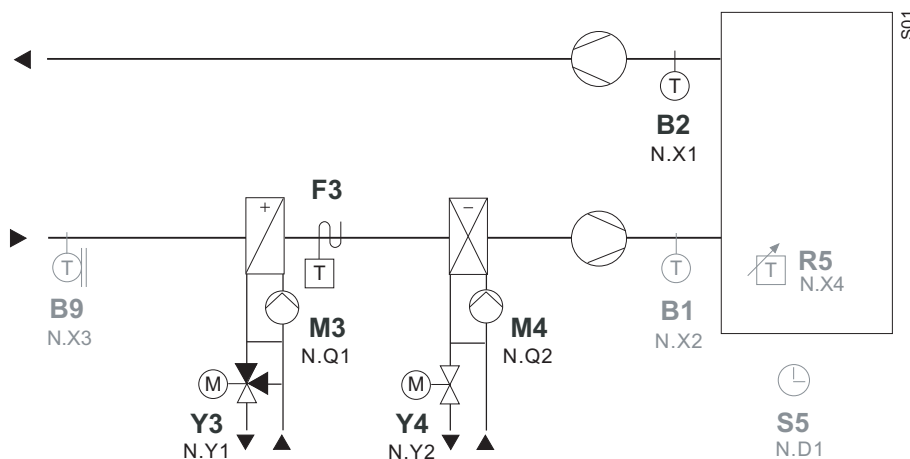 S01
T
B2
N.X1
F3
+
−
T
T
T
T
B9
N.X3
M3
N.Q1
M4
N.Q2
B1
N.X2
R5
N.X4
M
M
Y3
N.Y1
Y4
N.Y2
S5
N.D1